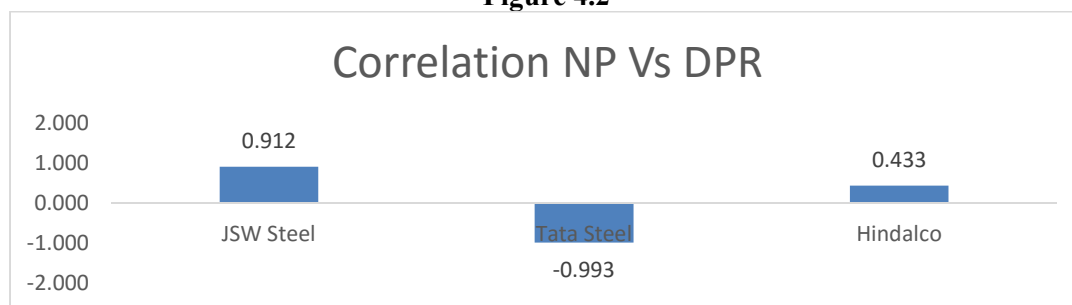 Figure 4.2
Correlation NP Vs DPR
2.000
1.000
0.000
-1.000
-2.000
0.912
-0.993
0.433
JSW Steel
Tata Steel
Hindalco